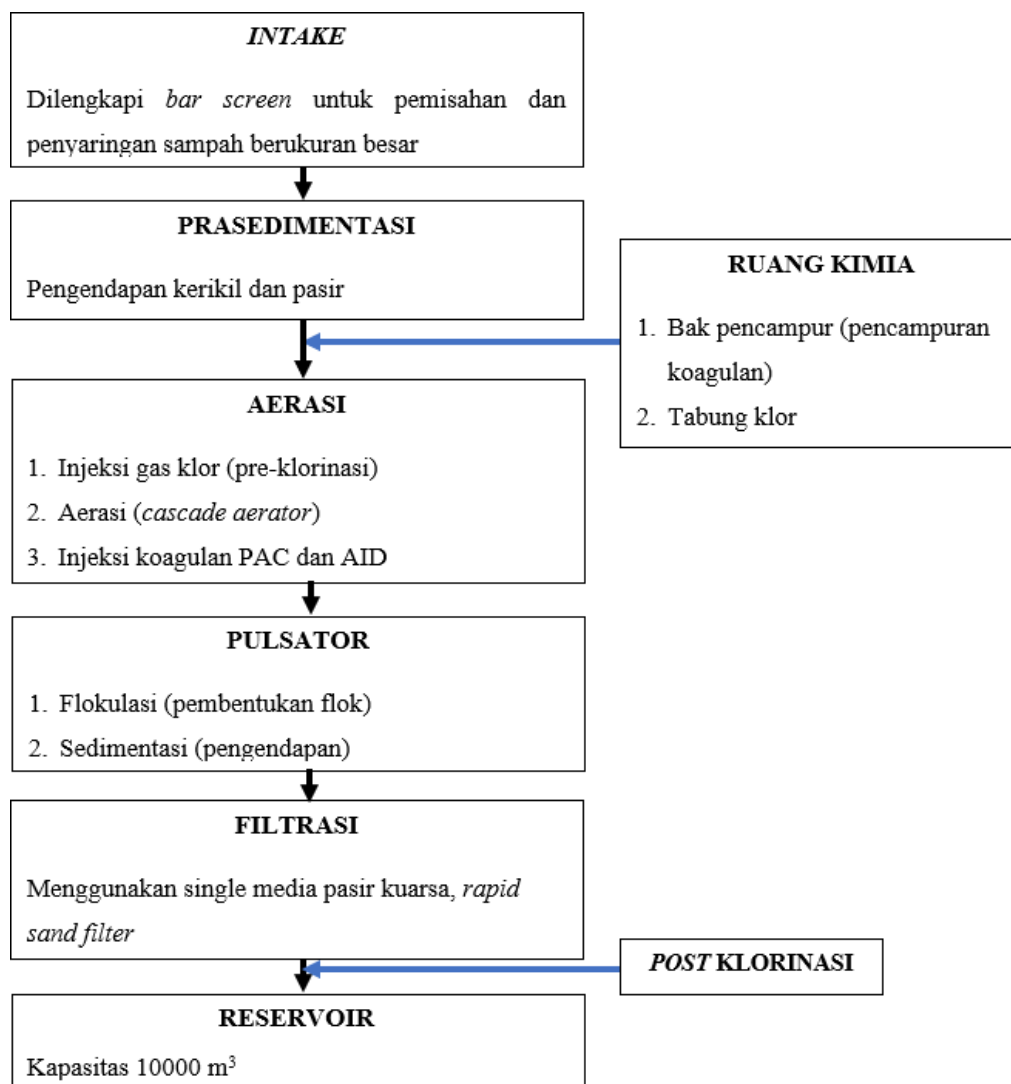 INTAKE
Dilengkapi bar screen untuk pemisahan dan
penyaringan sampah berukuran besar
PRASEDIMENTASI
Pengendapan kerikil dan pasir
RUANG KIMIA
1. Bak pencampur (pencampuran
koagulan)
2. Tabung klor
AERASI
1. Injeksi gas klor (pre-klorinasi)
2. Aerasi (cascade aerator)
3. Injeksi koagulan PAC dan AID
PULSATOR
1. Flokulasi (pembentukan flok)
2. Sedimentasi (pengendapan)
FILTRASI
Menggunakan single media pasir kuarsa, rapid
sand filter
POST KLORINASI
RESERVOIR
Kapasitas 10000 m³